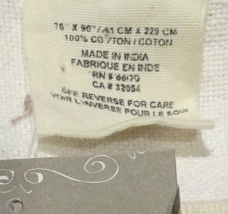 16" X 90" / 41 CM X 229 CM
100% COTTON / COTON
MADE IN INDIA
FABRIQUE EN INDE
RN # 66170
CA # 32054
SEE REVERSE FOR CARE
VOIR L'INVERSE POUR LE SOIN